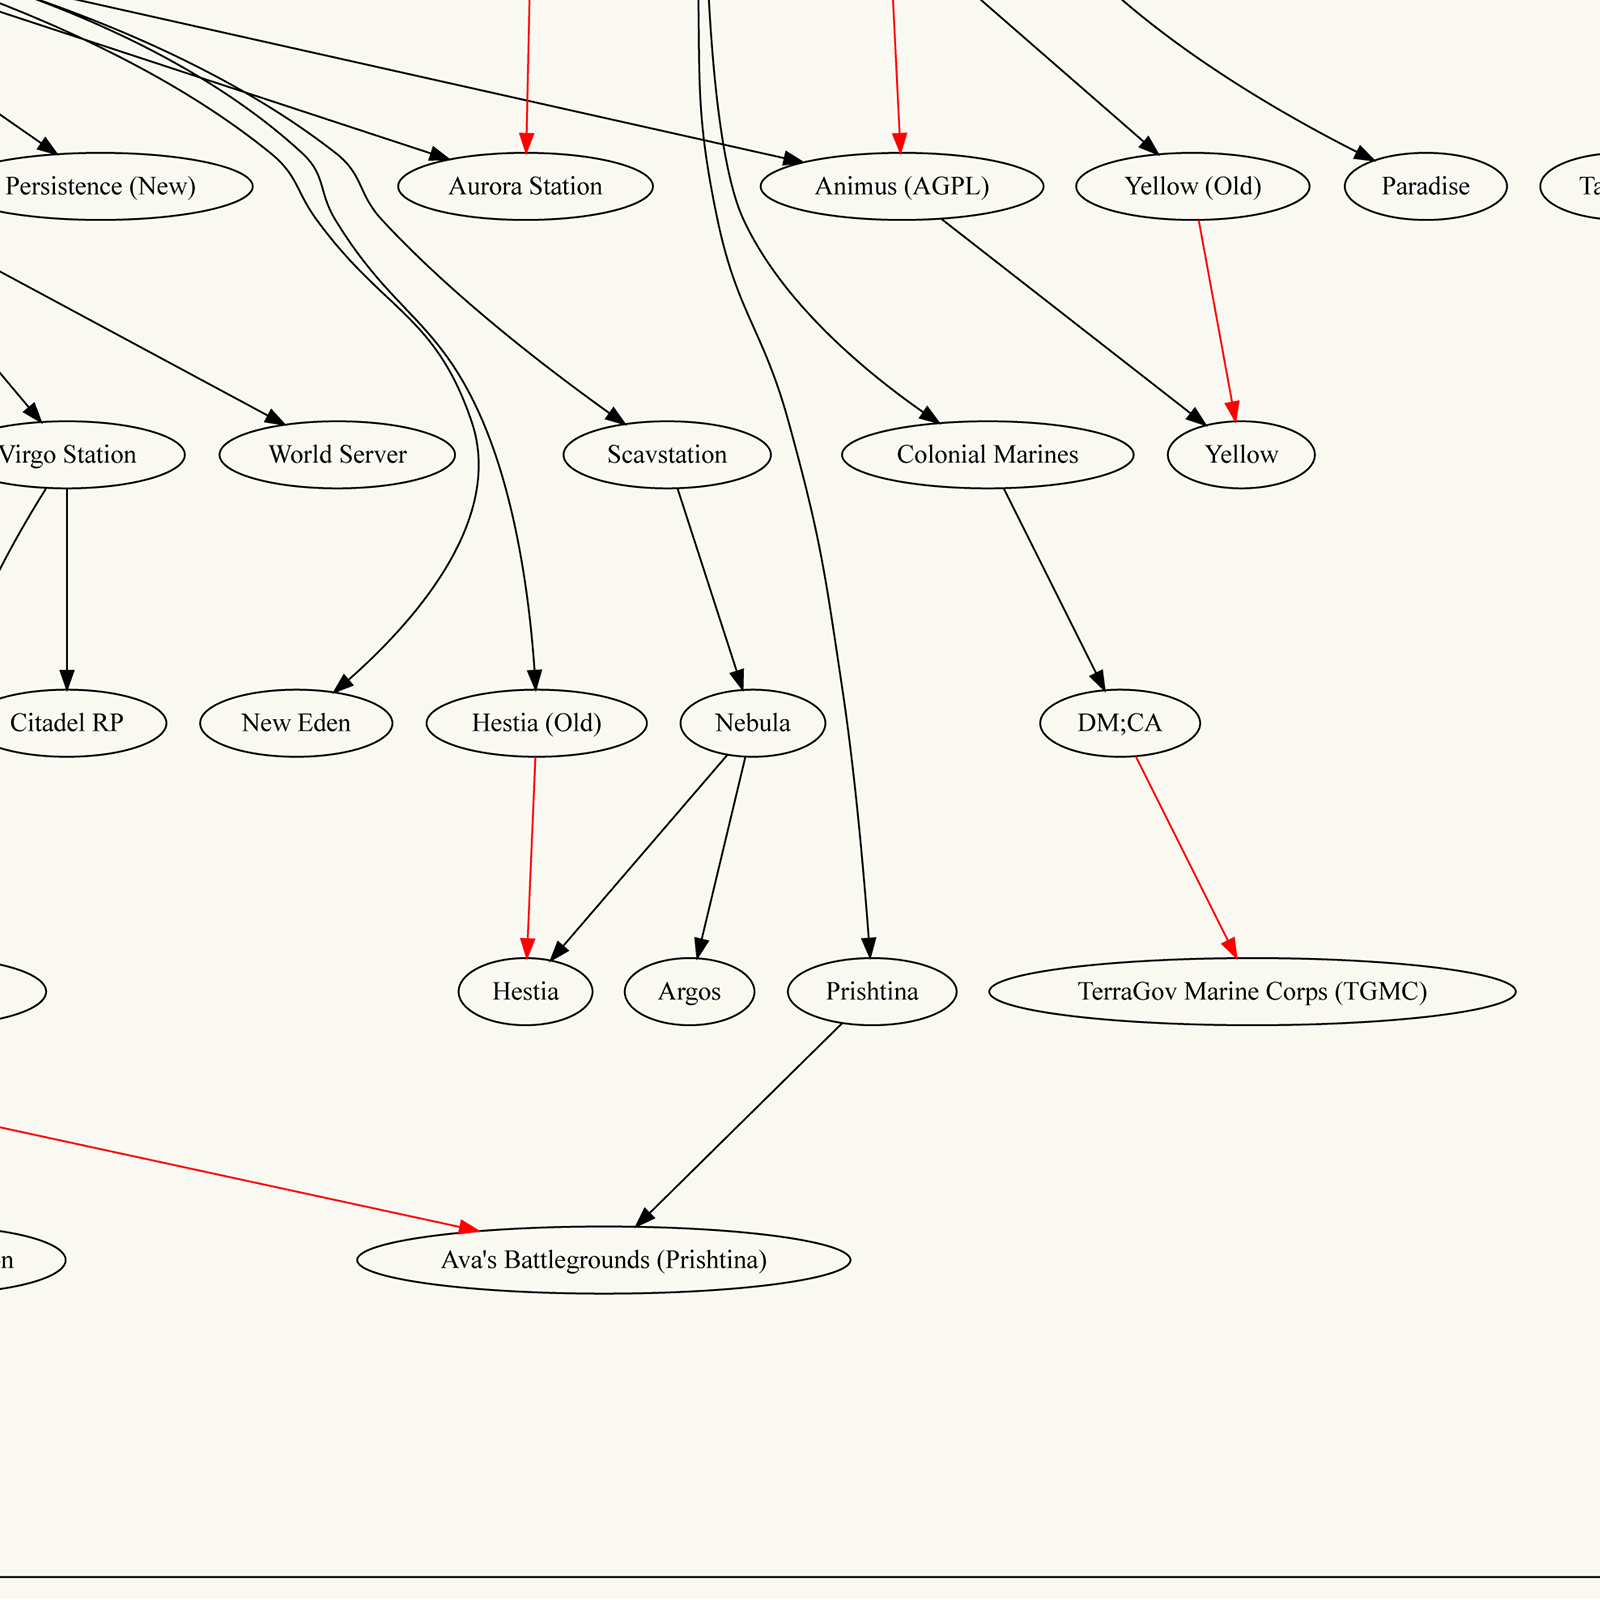 Persistence (New)
Aurora Station
Animus (AGPL)
Yellow (Old)
Paradise
Virgo Station
World Server
Scavstation
Colonial Marines
Yellow
Citadel RP
New Eden
Hestia (Old)
Nebula
DM;CA
Hestia
Argos
Prishtina
TerraGov Marine Corps (TGMC)
Ava's Battlegrounds (Prishtina)